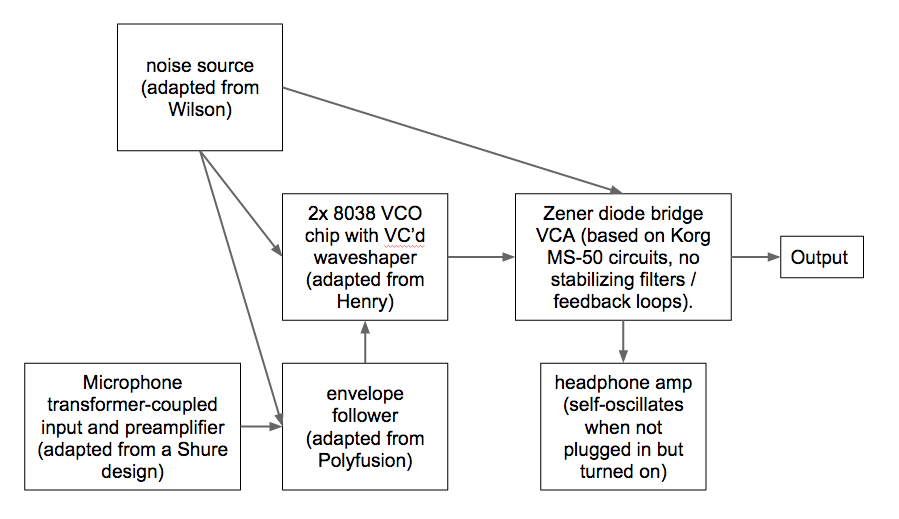 noise source
(adapted from
Wilson)
2x 8038 VCO
chip with VC'd
waveshaper
(adapted from
Henry)
Zener diode bridge
VCA (based on Korg
MS-50 circuits, no
stabilizing filters /
feedback loops).
Output
Microphone
transformer-coupled
input and preamplifier
(adapted from a Shure
design)
envelope
follower
(adapted from
Polyfusion)
headphone amp
(self-oscillates
when not
plugged in but
turned on)